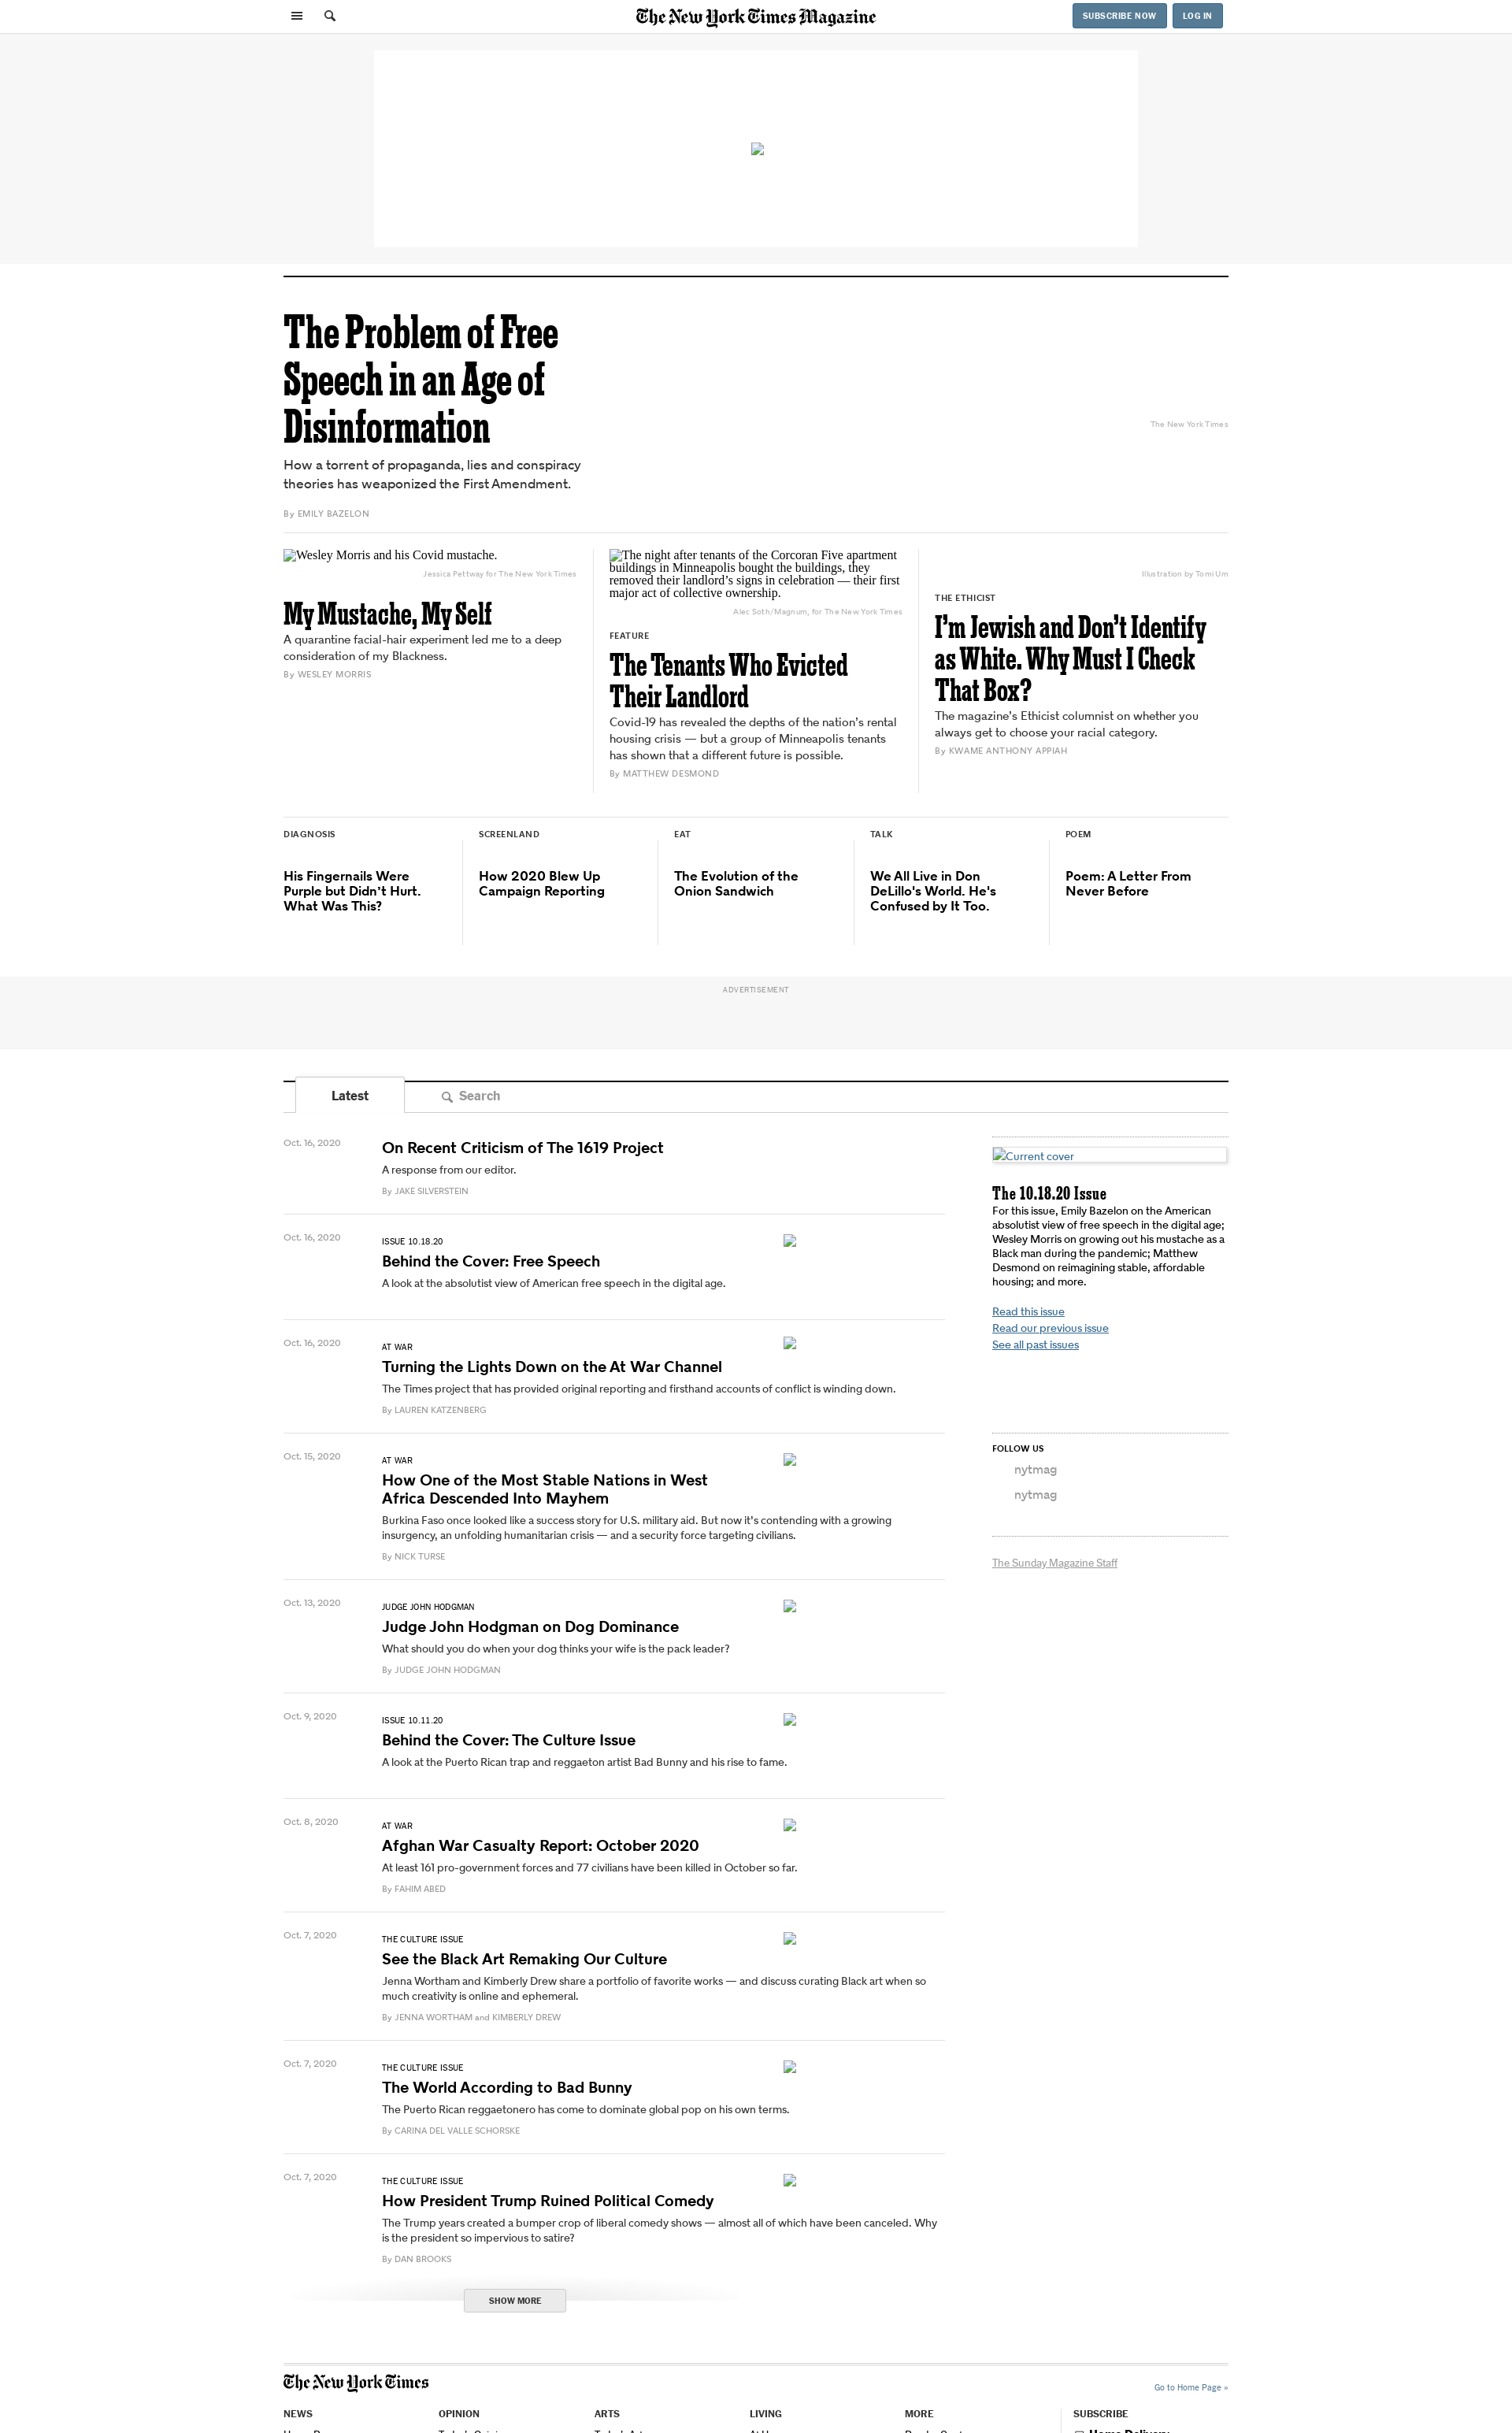 The New York Times Magazine
SUBSCRIBE NOW
LOG IN
The Problem of Free
Speech in an Age of
Disinformation
How a torrent of propaganda, lies and conspiracy
theories has weaponized the First Amendment.
By EMILY BAZELON
The New York Times
Wesley Morris and his Covid mustache.
Jessica Pettway for The New York Times
My Mustache, My Self
A quarantine facial-hair experiment led me to a deep
consideration of my Blackness.
By WESLEY MORRIS
The night after tenants of the Corcoran Five apartment
buildings in Minneapolis bought the buildings, they
removed their landlord’s signs in celebration — their first
major act of collective ownership.
Alec Soth/Magnum, for The New York Times
FEATURE
The Tenants Who Evicted
Their Landlord
Covid-19 has revealed the depths of the nation’s rental
housing crisis — but a group of Minneapolis tenants
has shown that a different future is possible.
By MATTHEW DESMOND
Illustration by Tomi Um
THE ETHICIST
I’m Jewish and Don’t Identify
as White. Why Must I Check
That Box?
The magazine’s Ethicist columnist on whether you
always get to choose your racial category.
By KWAME ANTHONY APPIAH
DIAGNOSIS
His Fingernails Were
Purple but Didn’t Hurt.
What Was This?
SCREENLAND
How 2020 Blew Up
Campaign Reporting
EAT
The Evolution of the
Onion Sandwich
TALK
We All Live in Don
DeLillo's World. He's
Confused by It Too.
POEM
Poem: A Letter From
Never Before
ADVERTISEMENT
Latest
Search
Oct. 16, 2020
On Recent Criticism of The 1619 Project
A response from our editor.
By JAKE SILVERSTEIN
Oct. 16, 2020
ISSUE 10.18.20
Behind the Cover: Free Speech
A look at the absolutist view of American free speech in the digital age.
Oct. 16, 2020
AT WAR
Turning the Lights Down on the At War Channel
The Times project that has provided original reporting and firsthand accounts of conflict is winding down.
By LAUREN KATZENBERG
Oct. 15, 2020
AT WAR
How One of the Most Stable Nations in West
Africa Descended Into Mayhem
Burkina Faso once looked like a success story for U.S. military aid. But now it’s contending with a growing
insurgency, an unfolding humanitarian crisis — and a security force targeting civilians.
By NICK TURSE
Oct. 13, 2020
JUDGE JOHN HODGMAN
Judge John Hodgman on Dog Dominance
What should you do when your dog thinks your wife is the pack leader?
By JUDGE JOHN HODGMAN
Oct. 9, 2020
ISSUE 10.11.20
Behind the Cover: The Culture Issue
A look at the Puerto Rican trap and reggaeton artist Bad Bunny and his rise to fame.
Oct. 8, 2020
AT WAR
Afghan War Casualty Report: October 2020
At least 161 pro-government forces and 77 civilians have been killed in October so far.
By FAHIM ABED
Oct. 7, 2020
THE CULTURE ISSUE
See the Black Art Remaking Our Culture
Jenna Wortham and Kimberly Drew share a portfolio of favorite works — and discuss curating Black art when so
much creativity is online and ephemeral.
By JENNA WORTHAM and KIMBERLY DREW
Oct. 7, 2020
THE CULTURE ISSUE
The World According to Bad Bunny
The Puerto Rican reggaetonero has come to dominate global pop on his own terms.
By CARINA DEL VALLE SCHORSKE
Oct. 7, 2020
THE CULTURE ISSUE
How President Trump Ruined Political Comedy
The Trump years created a bumper crop of liberal comedy shows — almost all of which have been canceled. Why
is the president so impervious to satire?
By DAN BROOKS
SHOW MORE
Current cover
The 10.18.20 Issue
For this issue, Emily Bazelon on the American
absolutist view of free speech in the digital age;
Wesley Morris on growing out his mustache as a
Black man during the pandemic; Matthew
Desmond on reimagining stable, affordable
housing; and more.
Read this issue
Read our previous issue
See all past issues
FOLLOW US
nytmag
nytmag
The Sunday Magazine Staff
The New York Times
Go to Home Page »
NEWS
OPINION
ARTS
LIVING
MORE
SUBSCRIBE